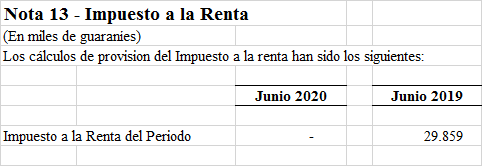 Nota 13 - Impuesto a la Renta
(En miles de guaranies)
Los cálculos de provision del Impuesto a la renta han sido los siguientes:
Junio 2020 Junio 2019
Impuesto a la Renta del Periodo - 29.859